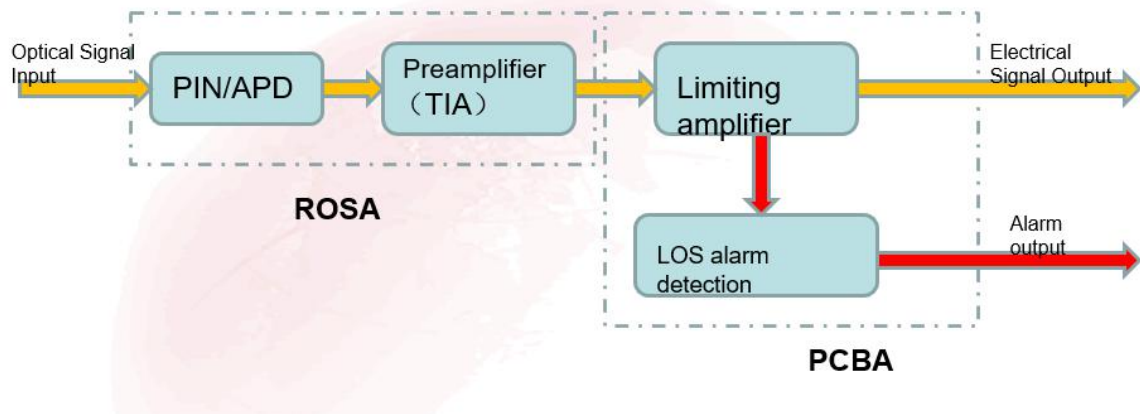 Optical Signal
Input
PIN/APD
Preamplifier
（TIA）
Limiting
amplifier
Electrical
Signal Output
ROSA
LOS alarm
detection
Alarm
output
PCBA